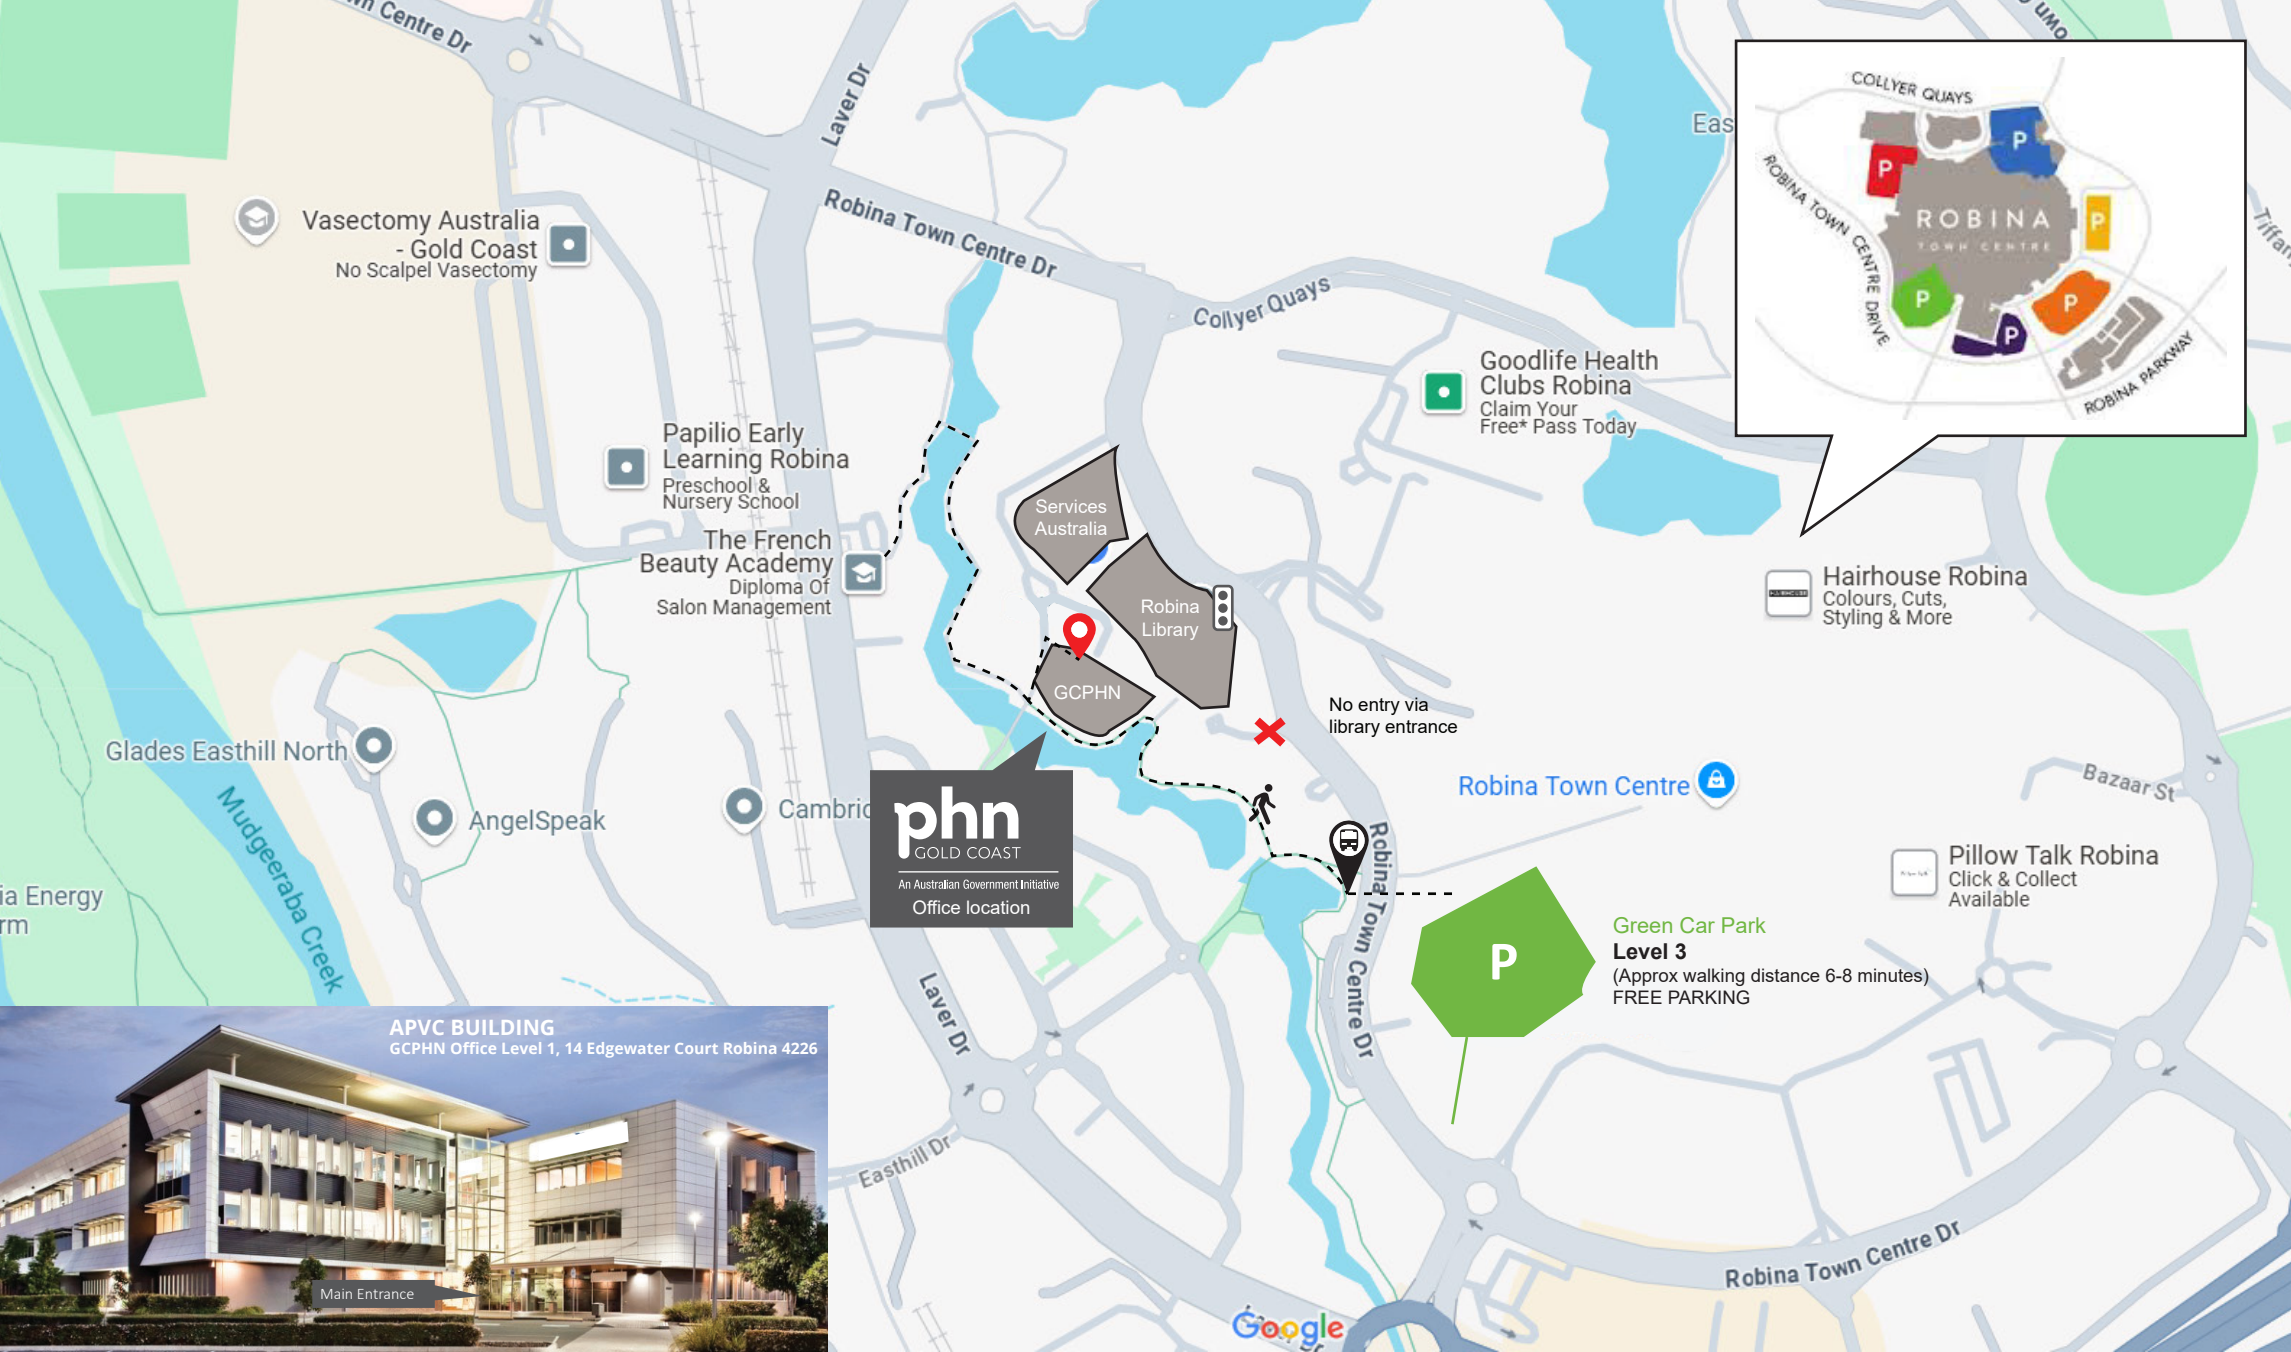 Centre Dr
Laver Dr
Robina Town Centre Dr
Collyer Quays
Vasectomy Australia
- Gold Coast
No Scalpel Vasectomy
Papilio Early
Learning Robina
Preschool &
Nursery School
The French
Beauty Academy
Diploma Of
Salon Management
Goodlife Health
Clubs Robina
Claim Your
Free* Pass Today
Eas
COLLYER QUAYS
ROBINA TOWN CENTRE DRIVE
P
P
P
ROBINA
TOWN CENTRE
P
P
P
ROBINA PARKWAY
Services
Australia
Robina
Library
GCPHN
No entry via
library entrance
Hairhouse Robina
Colours, Cuts,
Styling & More
Robina Town Centre
Bazaar St
Glades Easthill North
AngelSpeak
Cambric
Mudgeeraba Creek
ia Energy
rm
phn
GOLD COAST
An Australian Government Initiative
Office location
Robina Town Centre Dr
Pillow Talk Robina
Click & Collect
Available
P
Green Car Park
Level 3
(Approx walking distance 6-8 minutes)
FREE PARKING
Laver Dr
Easthill Dr
Robina Town Centre Dr
Google
APVC BUILDING
GCPHN Office Level 1, 14 Edgewater Court Robina 4226
Main Entrance